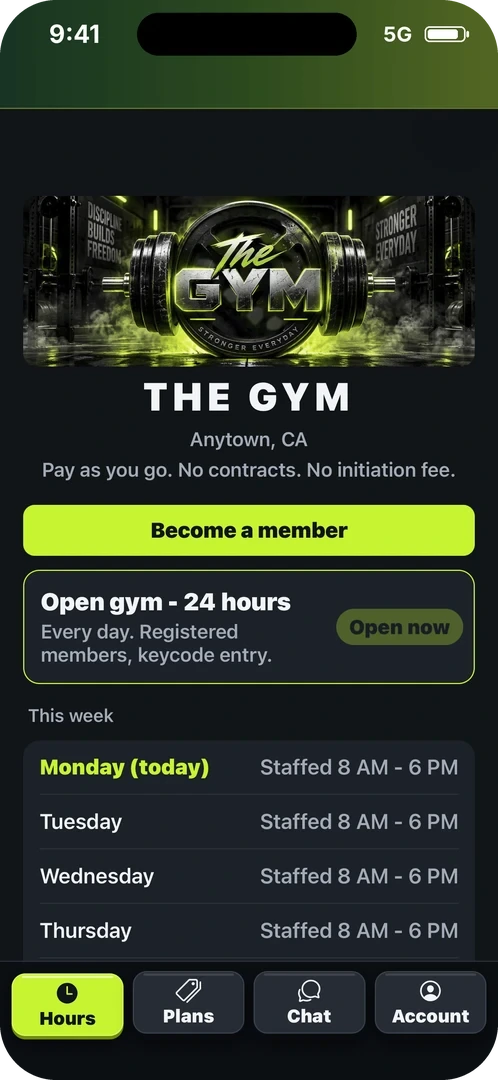 9:41
5G
DISCIPLINE
BUILDS
FREEDOM
STRONGER
EVERYDAY
The
GYM
STRONGER EVERYDAY
THE GYM
Anytown, CA
Pay as you go. No contracts. No initiation fee.
Become a member
Open gym - 24 hours
Every day. Registered
members, keycode entry.
Open now
This week
Monday (today) Staffed 8 AM - 6 PM
Tuesday Staffed 8 AM - 6 PM
Wednesday Staffed 8 AM - 6 PM
Thursday Staffed 8 AM - 6 PM
Hours Plans Chat Account